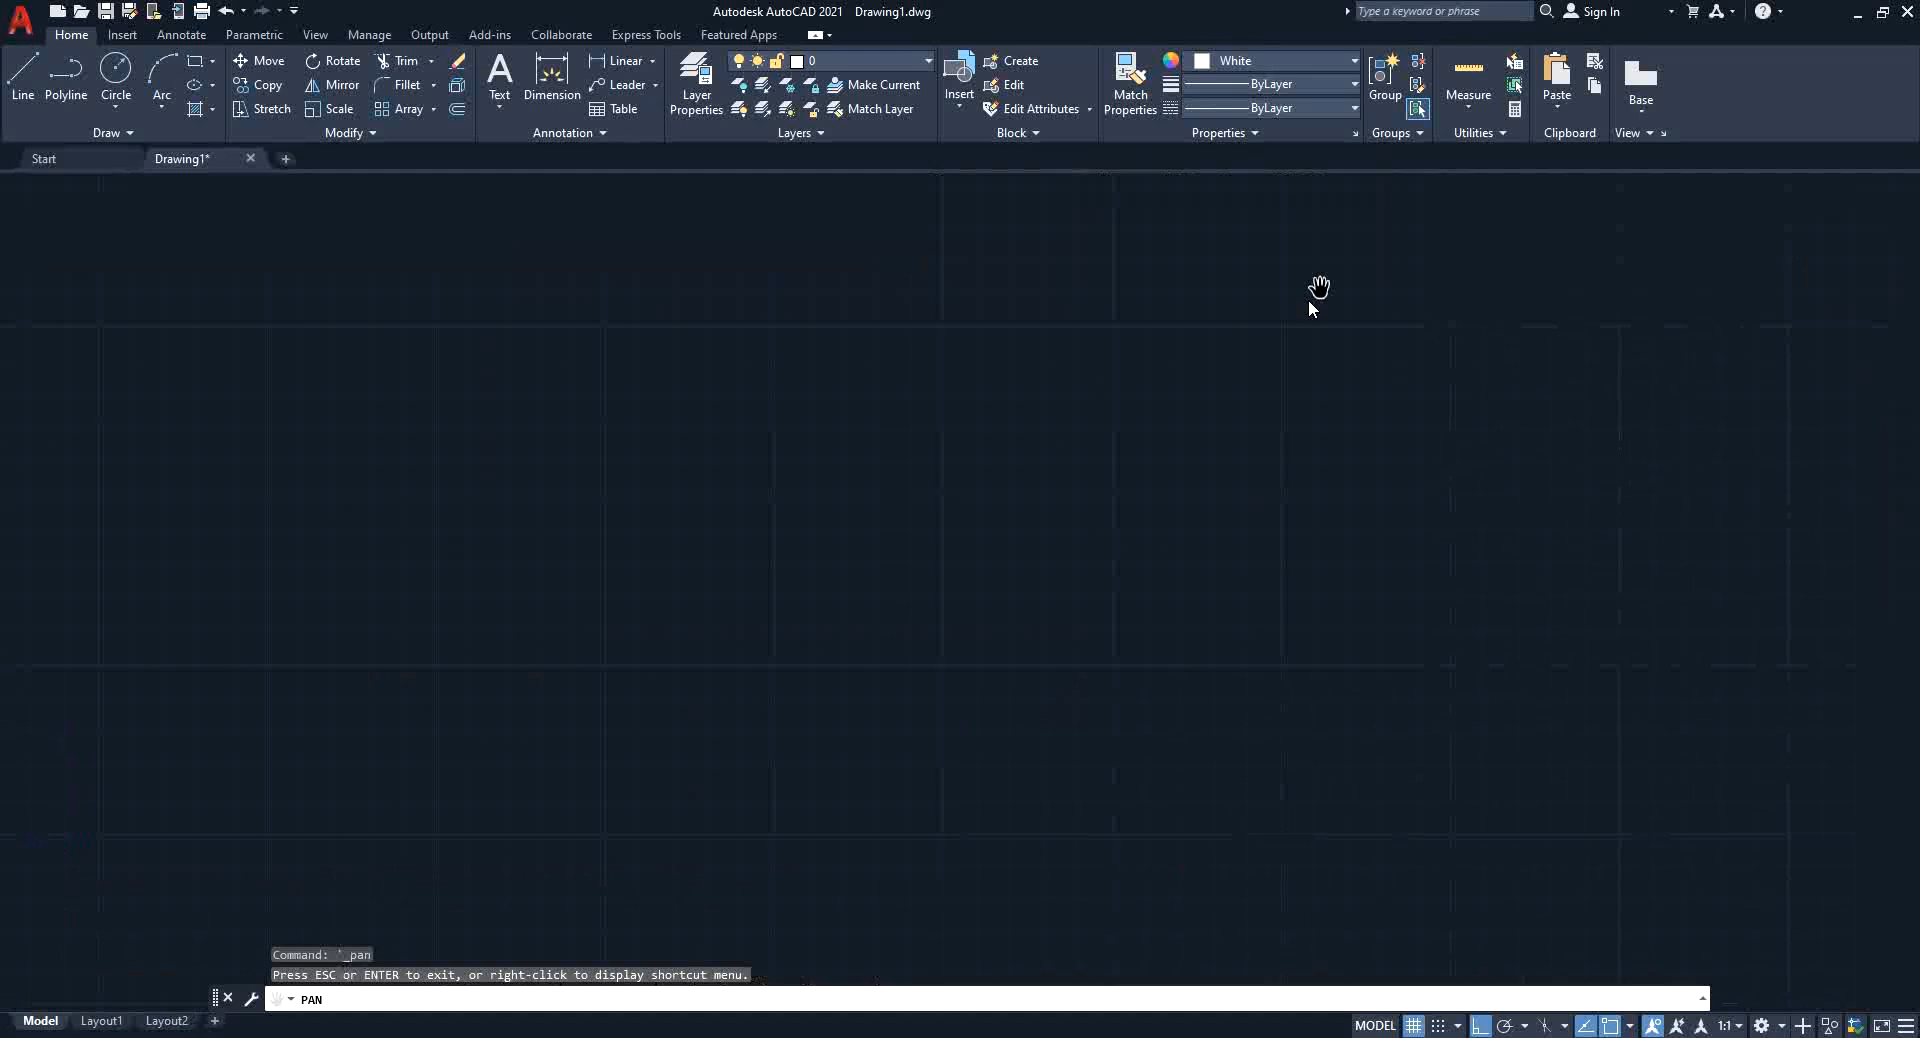 Autodesk AutoCAD 2021 Drawing1.dwg
Type a keyword or phrase
Sign In
Home Insert Annotate Parametric View Manage Output Add-ins Collaborate Express Tools Featured Apps
Line
Polyline
Circle
Arc
Draw
Move
Copy
Stretch
Rotate
Mirror
Scale
Trim
Fillet
Array
Modify
Text
Dimension
Linear
Leader
Table
Annotation
Layer
Properties
0
Make Current
Match Layer
Layers
Insert
Create
Edit
Edit Attributes
Block
Match
Properties
White
ByLayer
ByLayer
Properties
Group
Groups
Measure
Utilities
Paste
Clipboard
Base
View
Start
Drawing1*
Command: '_pan
Press ESC or ENTER to exit, or right-click to display shortcut menu.
PAN
Model Layout1 Layout2
MODEL
1:1